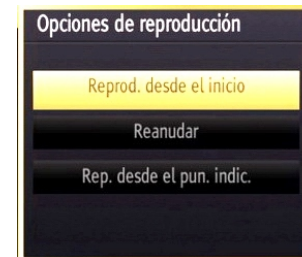 Opciones de reproducción
Reprod. desde el inicio
Reanudar
Rep. desde el pun. indic.